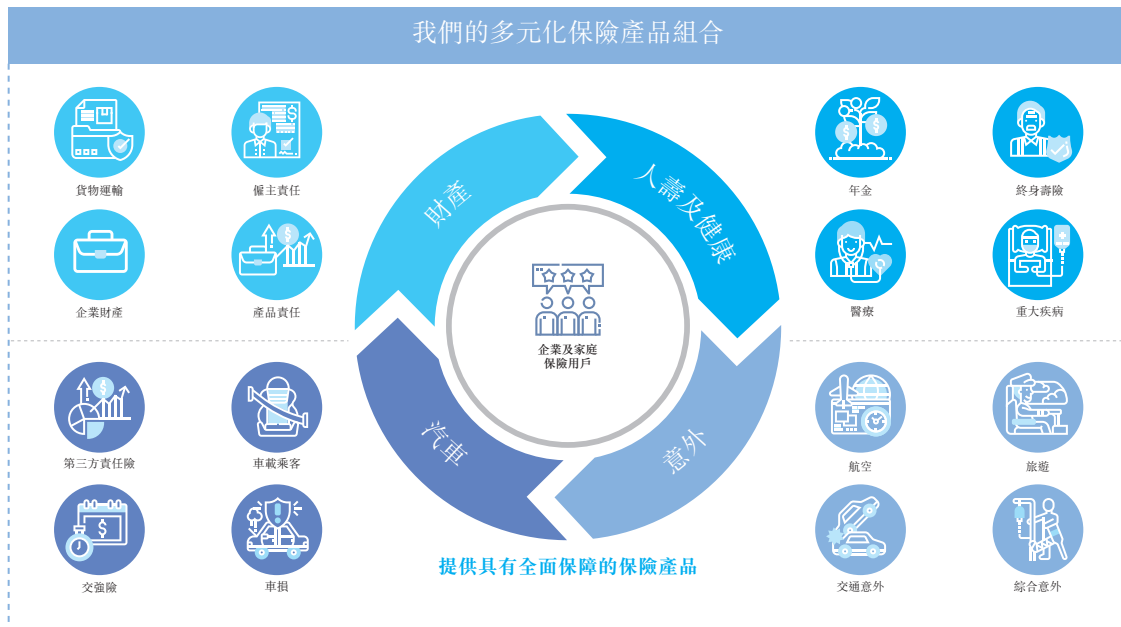 我們的多元化保險產品組合
貨物運輸
僱主責任
企業財產
產品責任
財產
人壽及健康
年金
終身壽險
醫療
重大疾病
企業及家庭
保險用戶
第三方責任險
車載乘客
交強險
車損
汽車
意外
航空
旅遊
交通意外
綜合意外
提供具有全面保障的保險產品